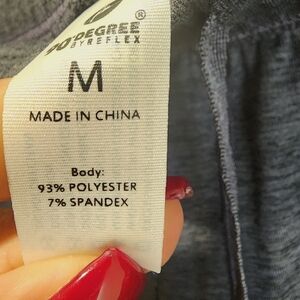 90 DEGREE®
BY REFLEX
M
MADE IN CHINA
Body:
93% POLYESTER
7% SPANDEX